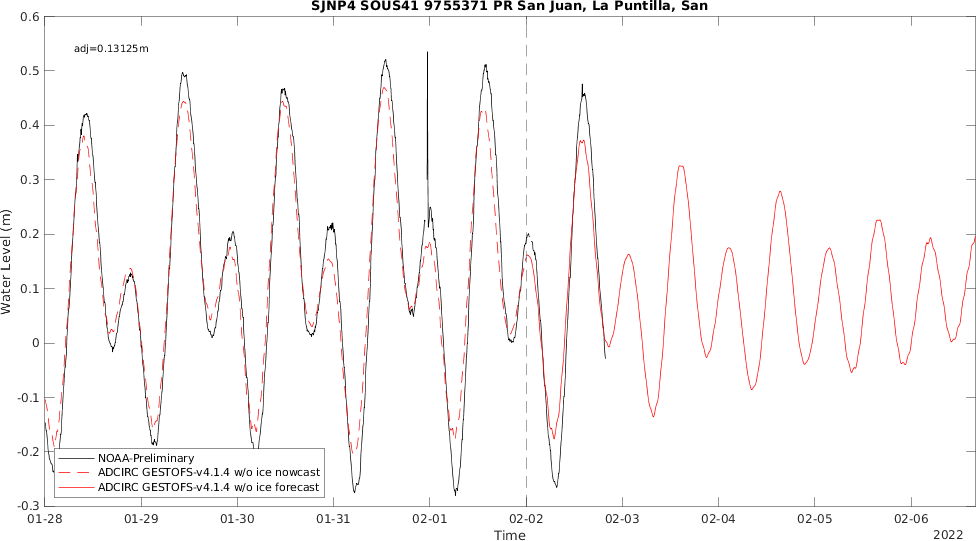 SJNP4 SOUS41 9755371 PR San Juan, La Puntilla, San
adj=0.13125m
0.6
0.5
0.4
0.3
0.2
0.1
0
-0.1
-0.2
-0.3
Water Level (m)
NOAA-Preliminary
ADCIRC GESTOFS-v4.1.4 w/o ice nowcast
ADCIRC GESTOFS-v4.1.4 w/o ice forecast
01-28 01-29 01-30 01-31 02-01 02-02 02-03 02-04 02-05 02-06
Time
2022